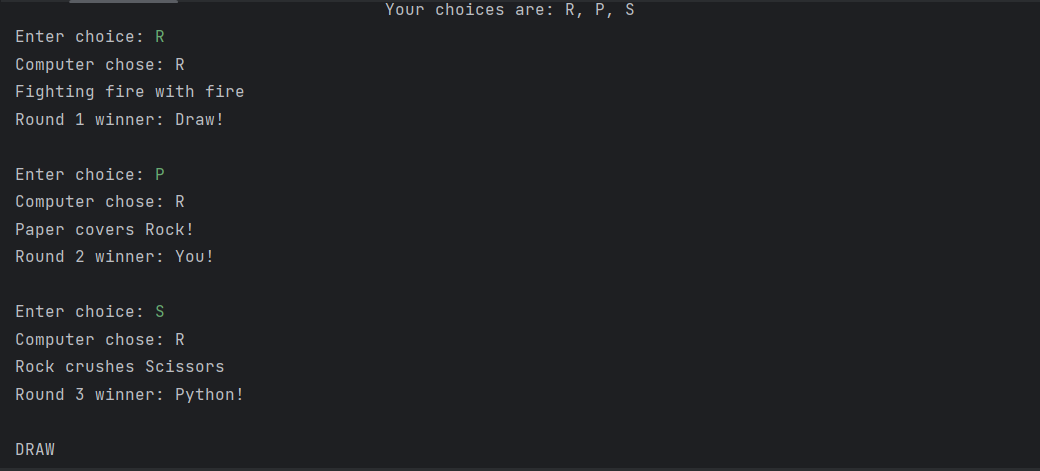 Your choices are: R, P, S
Enter choice: R
Computer chose: R
Fighting fire with fire
Round 1 winner: Draw!
Enter choice: P
Computer chose: R
Paper covers Rock!
Round 2 winner: You!
Enter choice: S
Computer chose: R
Rock crushes Scissors
Round 3 winner: Python!
DRAW